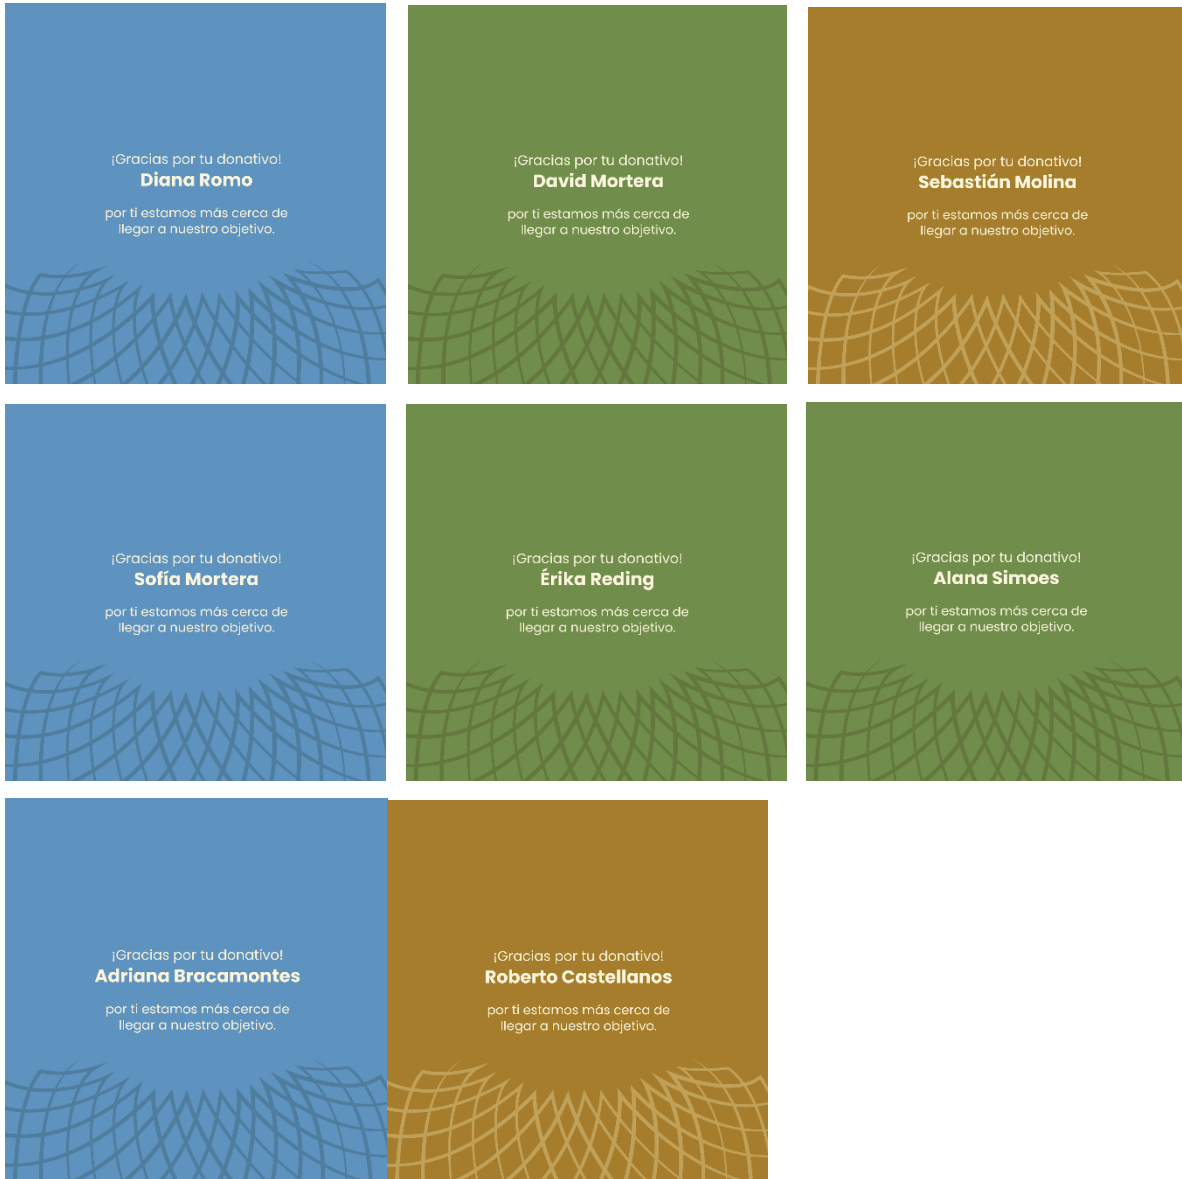 ¡Gracias por tu donativo!
Diana Romo
por ti estamos más cerca de
llegar a nuestro objetivo.
¡Gracias por tu donativo!
David Mortera
por ti estamos más cerca de
llegar a nuestro objetivo.
¡Gracias por tu donativo!
Sebastián Molina
por ti estamos más cerca de
llegar a nuestro objetivo.
¡Gracias por tu donativo!
Sofía Mortera
por ti estamos más cerca de
llegar a nuestro objetivo.
¡Gracias por tu donativo!
Érika Reding
por ti estamos más cerca de
llegar a nuestro objetivo.
¡Gracias por tu donativo!
Alana Simoes
por ti estamos más cerca de
llegar a nuestro objetivo.
¡Gracias por tu donativo!
Adriana Bracamontes
por ti estamos más cerca de
llegar a nuestro objetivo.
¡Gracias por tu donativo!
Roberto Castellanos
por ti estamos más cerca de
llegar a nuestro objetivo.